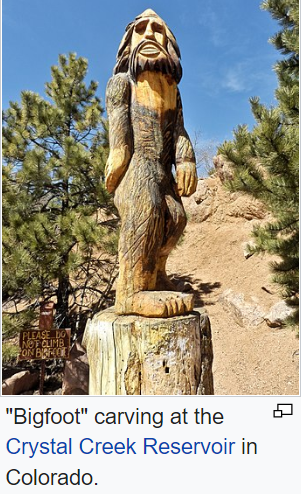 PLEASE DO
NOT CLIMB
ON BIGFOOT
"Bigfoot" carving at the
Crystal Creek Reservoir in
Colorado.